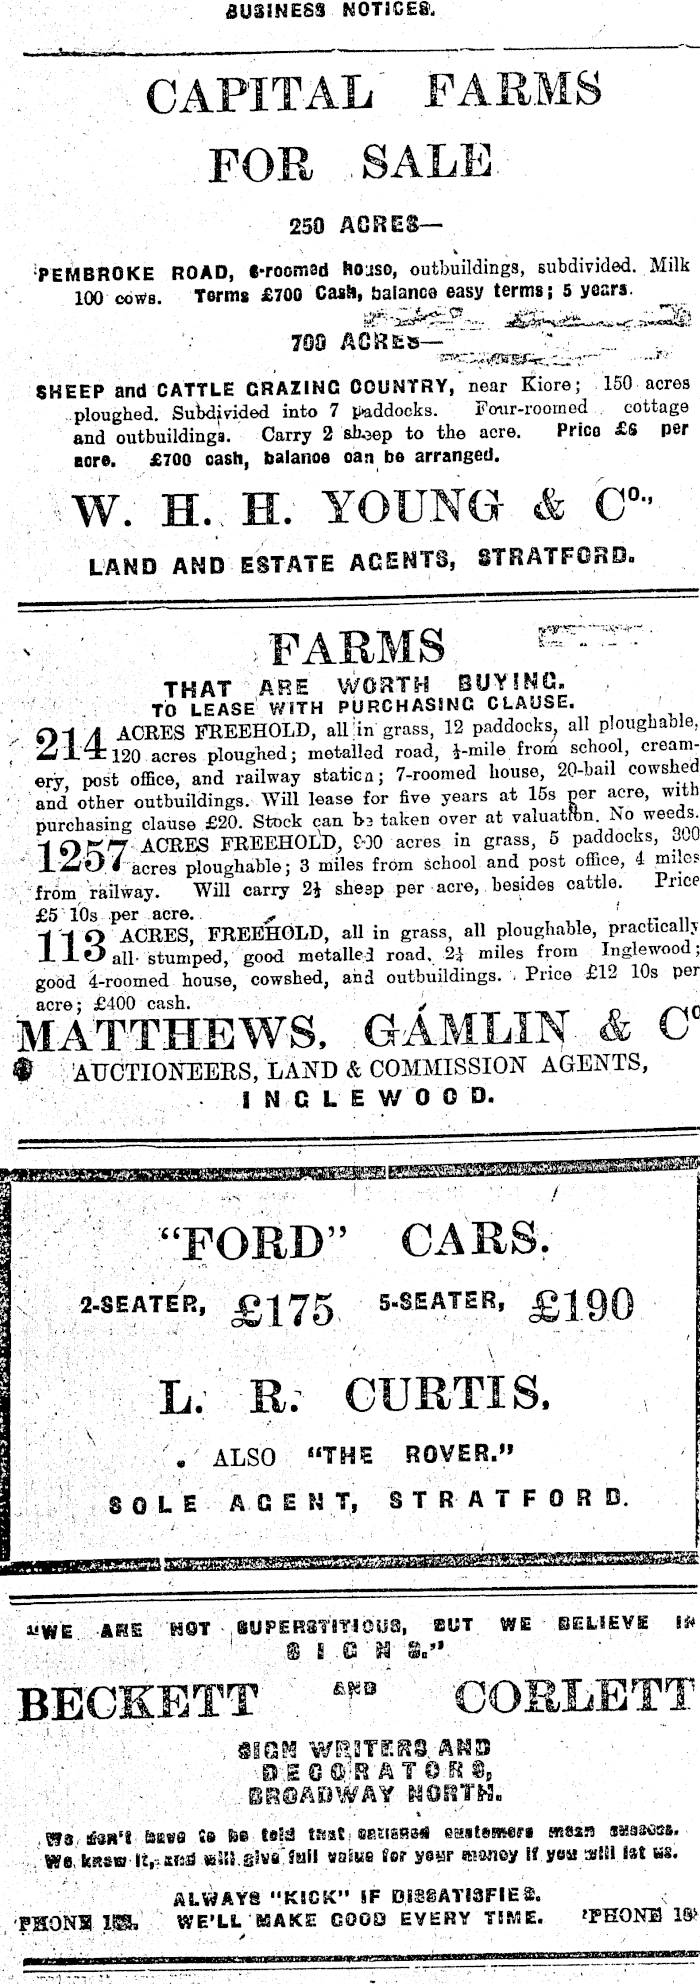 BUSINESS NOTICES.
CAPITAL FARMS
FOR SALE
250 ACRES—
PEMBROKE ROAD, 6-roomed house, outbuildings, subdivided. Milk
100 cows. Terms £700 Cash, balance easy terms; 5 years.
700 ACRES—
SHEEP and CATTLE GRAZING COUNTRY, near Kiore; 150 acres
ploughed. Subdivided into 7 paddocks. Four-roomed cottage
and outbuildings. Carry 2 sheep to the acre. Price £6 per
acre. £700 cash, balance can be arranged.
W. H. H. YOUNG & Co.,
LAND AND ESTATE AGENTS, STRATFORD.
FARMS
THAT ARE WORTH BUYING.
TO LEASE WITH PURCHASING CLAUSE.
214 ACRES FREEHOLD, all in grass, 12 paddocks, all ploughable,
120 acres ploughed; metalled road, ½-mile from school, cream-
ery, post office, and railway station; 7-roomed house, 20-bail cowshed
and other outbuildings. Will lease for five years at 15s per acre, with
purchasing clause £20. Stock can be taken over at valuation. No weeds.
1257 ACRES FREEHOLD, 900 acres in grass, 5 paddocks, 300
acres ploughable; 3 miles from school and post office, 4 miles
from railway. Will carry 2½ sheep per acre, besides cattle. Price
£5 10s per acre.
113 ACRES, FREEHOLD, all in grass, all ploughable, practically
all stumped, good metalled road, 2¼ miles from Inglewood;
good 4-roomed house, cowshed, and outbuildings. Price £12 10s per
acre; £400 cash.
MATTHEWS, GAMLIN & Co
AUCTIONEERS, LAND & COMMISSION AGENTS,
INGLEWOOD.
"FORD" CARS.
2-SEATER, £175 5-SEATER, £190
L. R. CURTIS.
ALSO "THE ROVER."
SOLE AGENT, STRATFORD.
"WE ARE NOT SUPERSTITIOUS, BUT WE BELIEVE IN
SIGNS."
BECKETT AND CORLETT
SIGN WRITERS AND
DECORATORS,
BROADWAY NORTH.
We don't have to be told that satisfied customers mean success.
We know it, and will give full value for your money if you will let us.
ALWAYS "KICK" IF DISSATISFIED.
'PHONE WE'LL MAKE GOOD EVERY TIME. 'PHONE